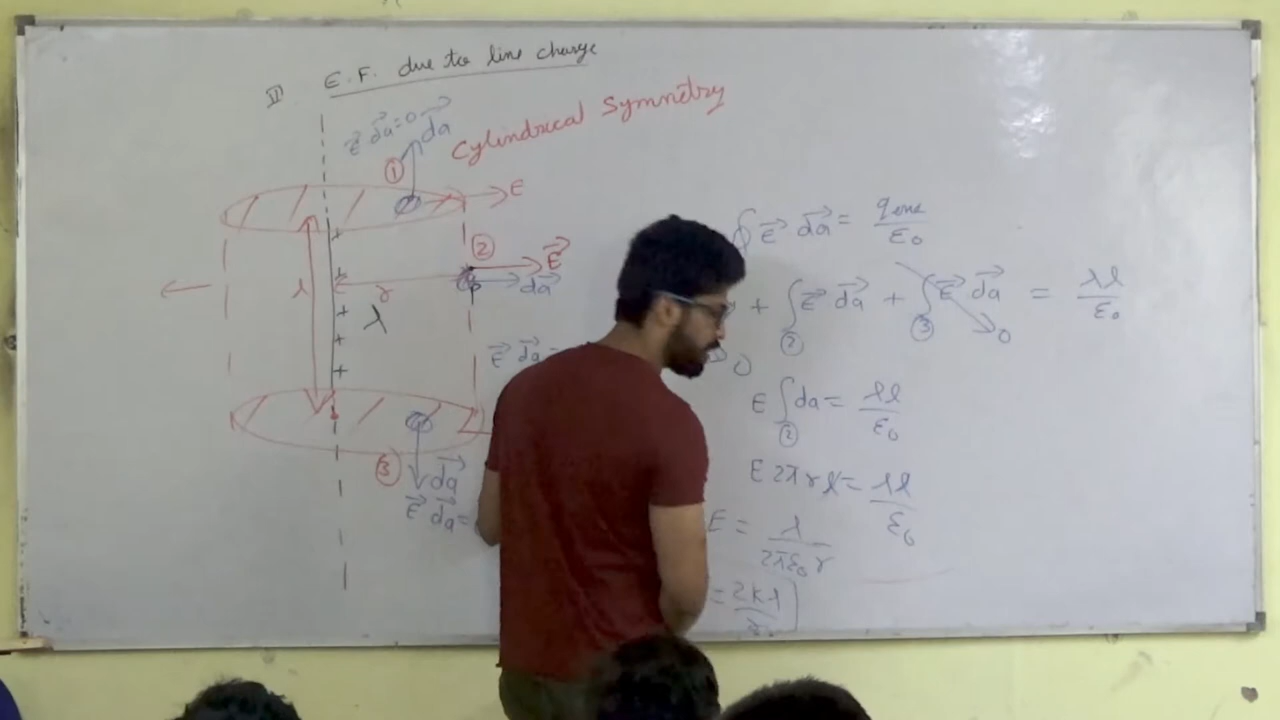 II) E.F. due to line charge
Cylindrical Symmetry
E⃗ da⃗=0
da⃗
①
E
②
E⃗
da⃗
r
λ
+ + + + +
E⃗ da⃗=
③
da⃗
E⃗ da⃗=
∮ E⃗ da⃗ = qenc/ε₀
+ ∫② E⃗ da⃗ + ∫③ E⃗ da⃗ = λl/ε₀
0
0
E ∫② da = λl/ε₀
E 2πrl = λl/ε₀
E = λ/2πε₀r
= 2kλ/r